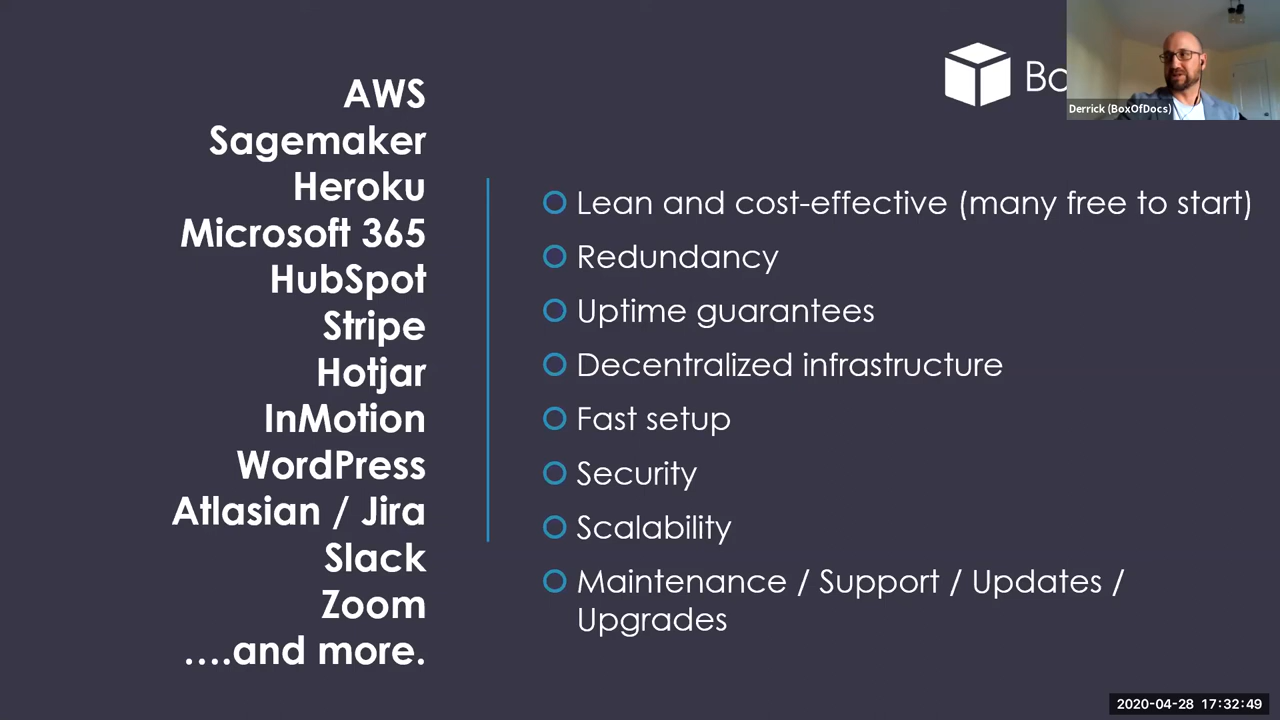 AWS
Sagemaker
Heroku
Microsoft 365
HubSpot
Stripe
Hotjar
InMotion
WordPress
Atlasian / Jira
Slack
Zoom
....and more.
Bo
Derrick (BoxOfDocs)
Lean and cost-effective (many free to start)
Redundancy
Uptime guarantees
Decentralized infrastructure
Fast setup
Security
Scalability
Maintenance / Support / Updates /
Upgrades
2020-04-28 17:32:49